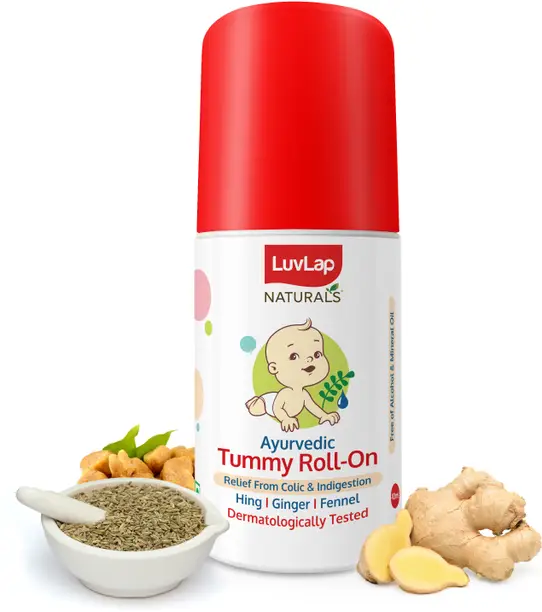 LuvLap
NATURALS
Ayurvedic
Tummy Roll-On
Relief From Colic & Indigestion
Hing | Ginger | Fennel
Dermatologically Tested
Free of Alcohol & Mineral Oil